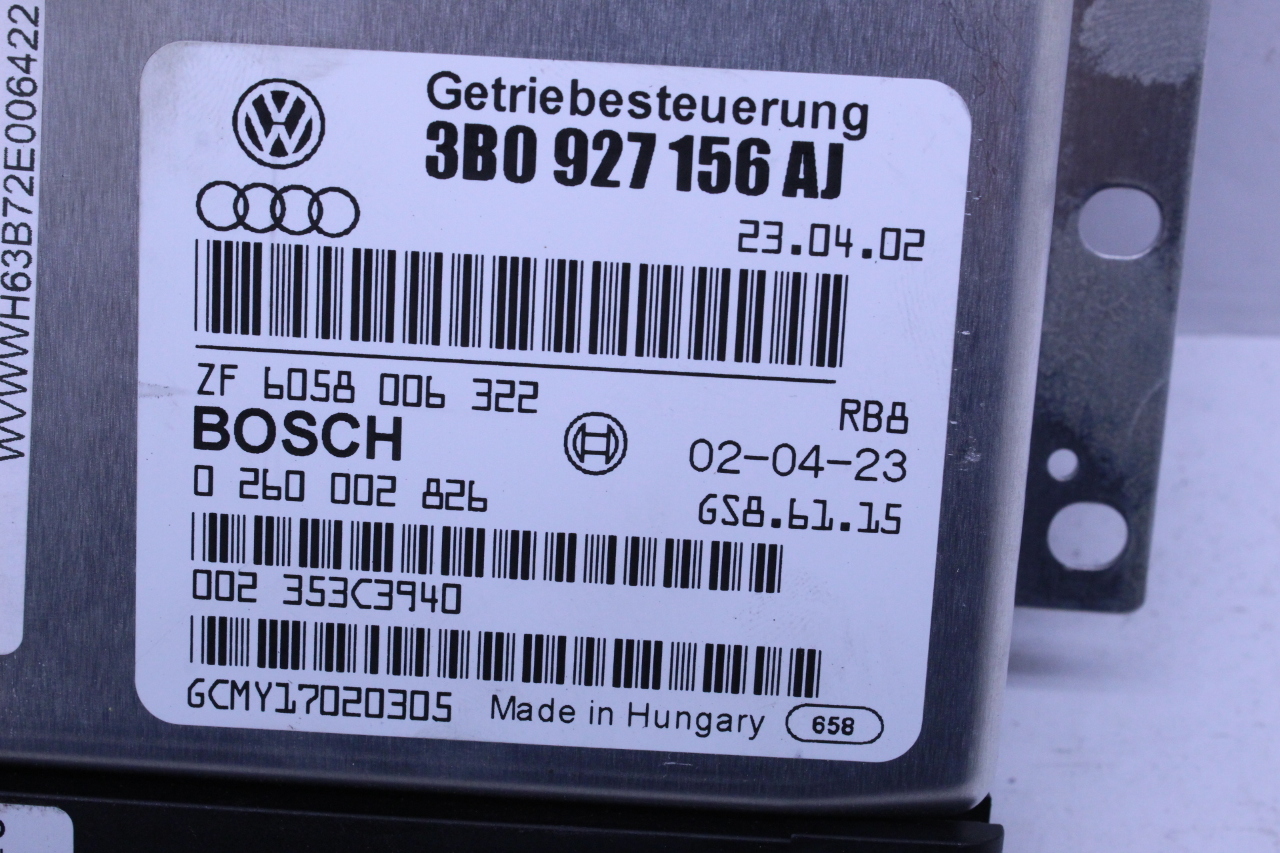 WVWWH63B72E006422
Getriebesteuerung
3B0 927 156 AJ
23.04.02
ZF 6058 006 322
RB8
BOSCH
02-04-23
0 260 002 826
GS8.61.15
002 353C3940
GCMY17020305
Made in Hungary
658